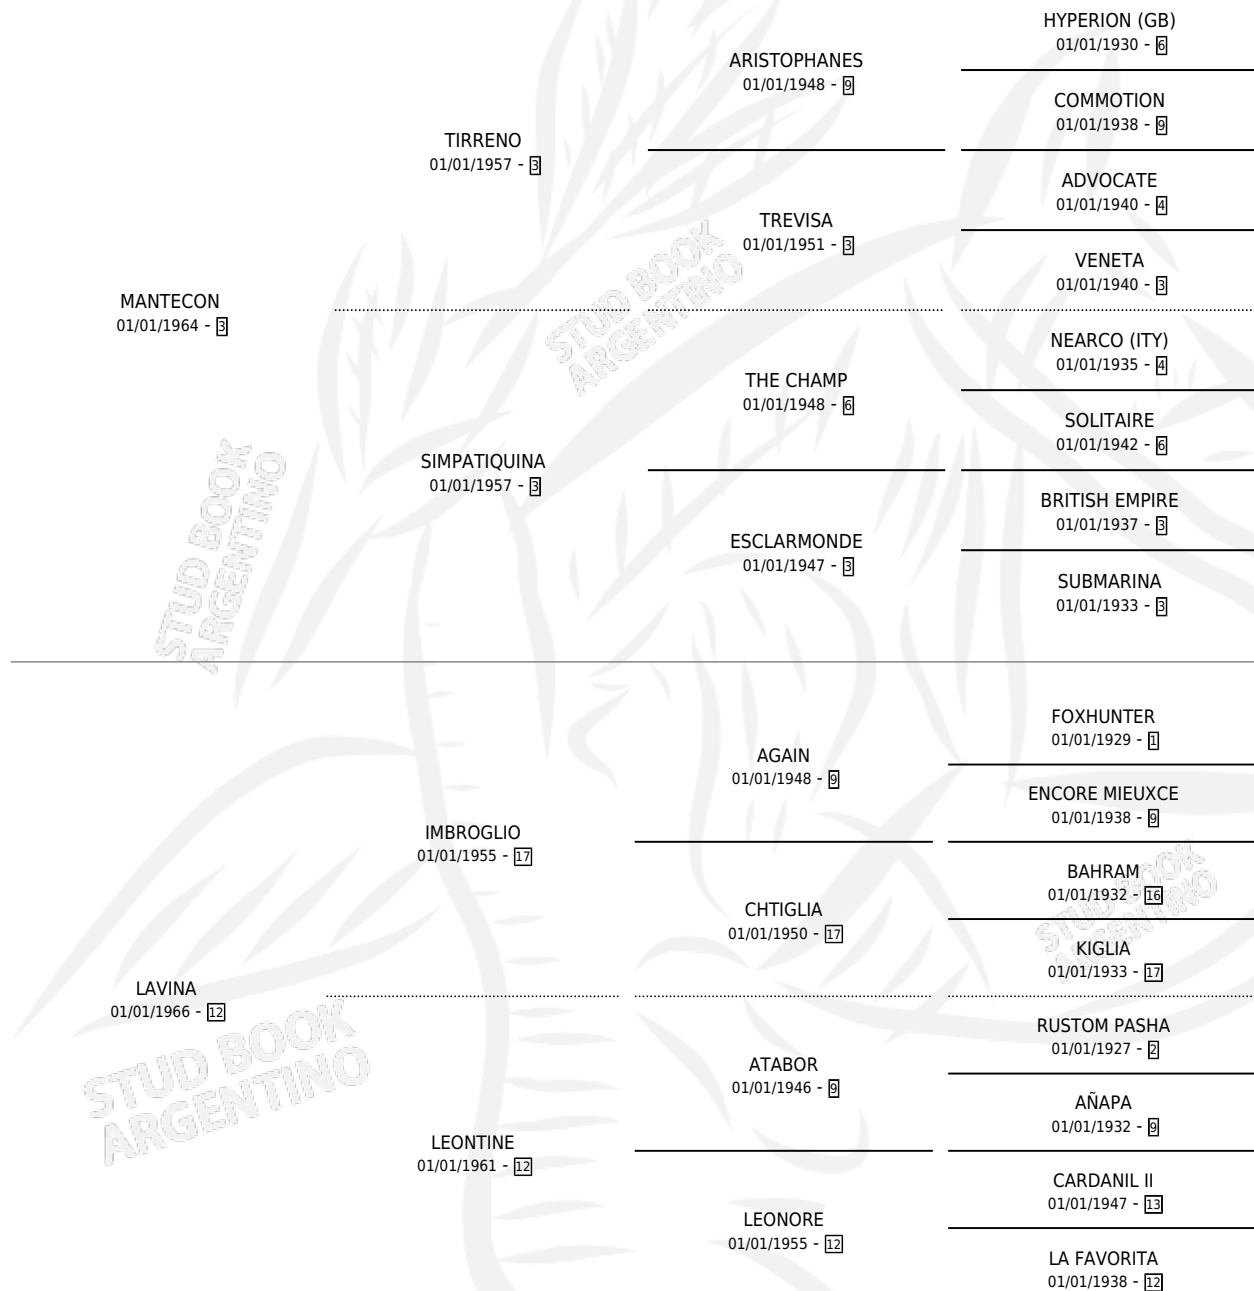 HYPERION (GB)
01/01/1930 - 6
ARISTOPHANES
01/01/1948 - 9
COMMOTION
01/01/1938 - 9
TIRRENO
01/01/1957 - 3
ADVOCATE
01/01/1940 - 4
TREVISA
01/01/1951 - 3
VENETA
01/01/1940 - 3
MANTECON
01/01/1964 - 3
NEARCO (ITY)
01/01/1935 - 4
THE CHAMP
01/01/1948 - 6
SOLITAIRE
01/01/1942 - 6
SIMPATIQUINA
01/01/1957 - 3
BRITISH EMPIRE
01/01/1937 - 3
ESCLARMONDE
01/01/1947 - 3
SUBMARINA
01/01/1933 - 3
STUD BOOK
ARGENTINO
STUD BOOK
ARGENTINO
FOXHUNTER
01/01/1929 - 1
AGAIN
01/01/1948 - 9
ENCORE MIEUXCE
01/01/1938 - 9
IMBROGLIO
01/01/1955 - 17
BAHRAM
01/01/1932 - 16
CHTIGLIA
01/01/1950 - 17
KIGLIA
01/01/1933 - 17
LAVINA
01/01/1966 - 12
RUSTOM PASHA
01/01/1927 - 2
ATABOR
01/01/1946 - 9
AÑAPA
01/01/1932 - 9
LEONTINE
01/01/1961 - 12
CARDANIL II
01/01/1947 - 13
LEONORE
01/01/1955 - 12
LA FAVORITA
01/01/1938 - 12
STUD BOOK
ARGENTINO
STUD BOOK
ARGENTINO